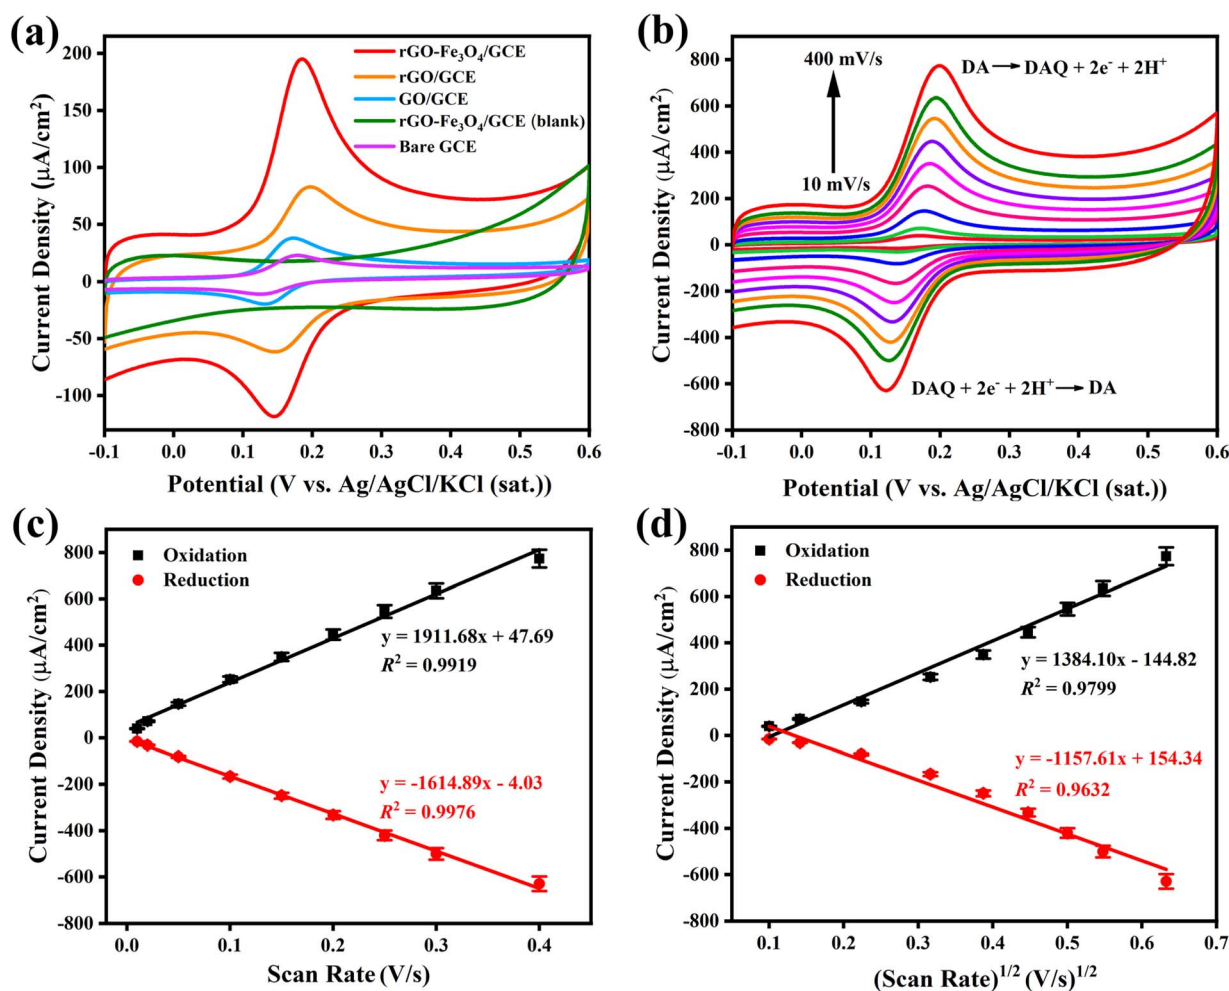 (a)
200
150
100
50
0
-50
-100
-0.1 0.0 0.1 0.2 0.3 0.4 0.5 0.6
Current Density (μA/cm²)
Potential (V vs. Ag/AgCl/KCl (sat.))
rGO-Fe₃O₄/GCE
rGO/GCE
GO/GCE
rGO-Fe₃O₄/GCE (blank)
Bare GCE
(b)
800
600
400
200
0
-200
-400
-600
-800
-0.1 0.0 0.1 0.2 0.3 0.4 0.5 0.6
Current Density (μA/cm²)
Potential (V vs. Ag/AgCl/KCl (sat.))
400 mV/s
10 mV/s
DA → DAQ + 2e⁻ + 2H⁺
DAQ + 2e⁻ + 2H⁺ → DA
(c)
800
600
400
200
0
-200
-400
-600
-800
0.0 0.1 0.2 0.3 0.4
Current Density (μA/cm²)
Scan Rate (V/s)
Oxidation
Reduction
y = 1911.68x + 47.69
R² = 0.9919
y = -1614.89x - 4.03
R² = 0.9976
(d)
800
600
400
200
0
-200
-400
-600
-800
0.1 0.2 0.3 0.4 0.5 0.6 0.7
Current Density (μA/cm²)
(Scan Rate)¹/² (V/s)¹/²
Oxidation
Reduction
y = 1384.10x - 144.82
R² = 0.9799
y = -1157.61x + 154.34
R² = 0.9632